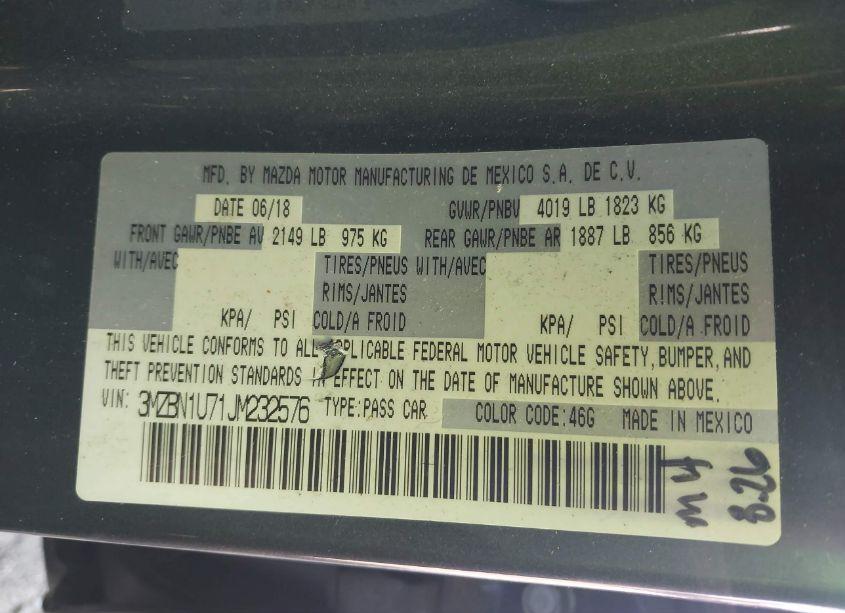 MFD. BY MAZDA MOTOR MANUFACTURING DE MEXICO S.A. DE C.V.
DATE 06/18 GVWR/PNBV 4019 LB 1823 KG
FRONT GAWR/PNBE AV 2149 LB 975 KG REAR GAWR/PNBE AR 1887 LB 856 KG
WITH/AVEC TIRES/PNEUS WITH/AVEC TIRES/PNEUS
RIMS/JANTES RIMS/JANTES
KPA/ PSI COLD/A FROID KPA/ PSI COLD/A FROID
THIS VEHICLE CONFORMS TO ALL APPLICABLE FEDERAL MOTOR VEHICLE SAFETY, BUMPER, AND
THEFT PREVENTION STANDARDS IN EFFECT ON THE DATE OF MANUFACTURE SHOWN ABOVE.
VIN: 3MZBN1U71JM232576 TYPE:PASS CAR COLOR CODE:46G MADE IN MEXICO
8-26